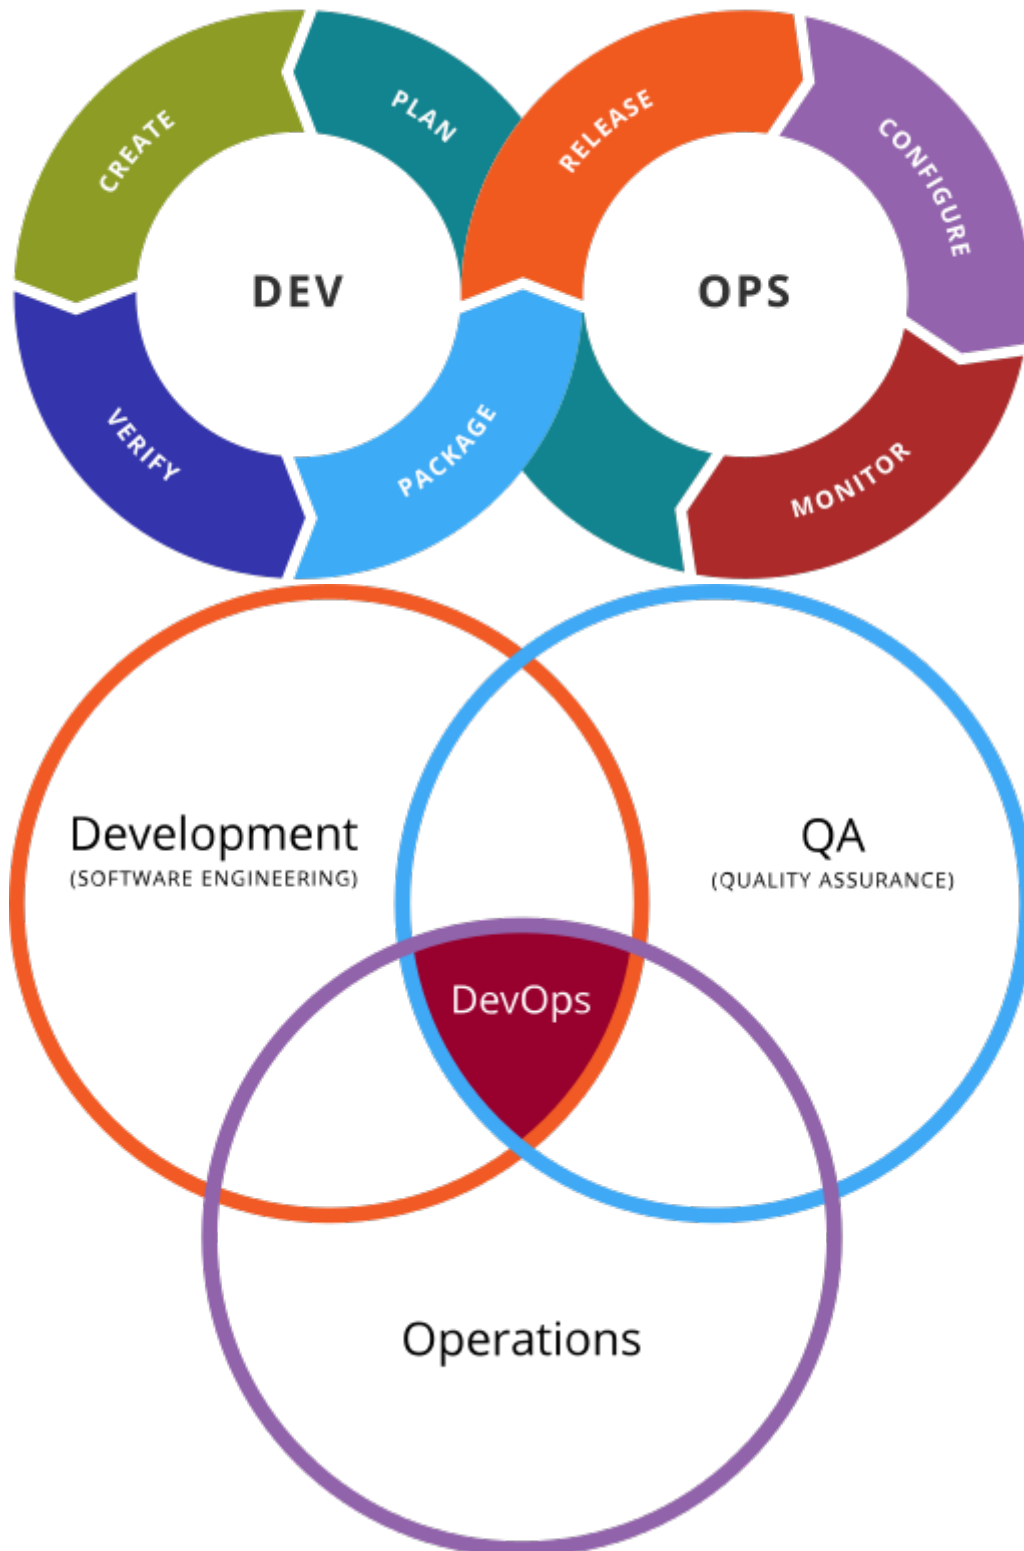 CREATE
PLAN
RELEASE
CONFIGURE
DEV
OPS
VERIFY
PACKAGE
MONITOR
Development
(SOFTWARE ENGINEERING)
QA
(QUALITY ASSURANCE)
DevOps
Operations